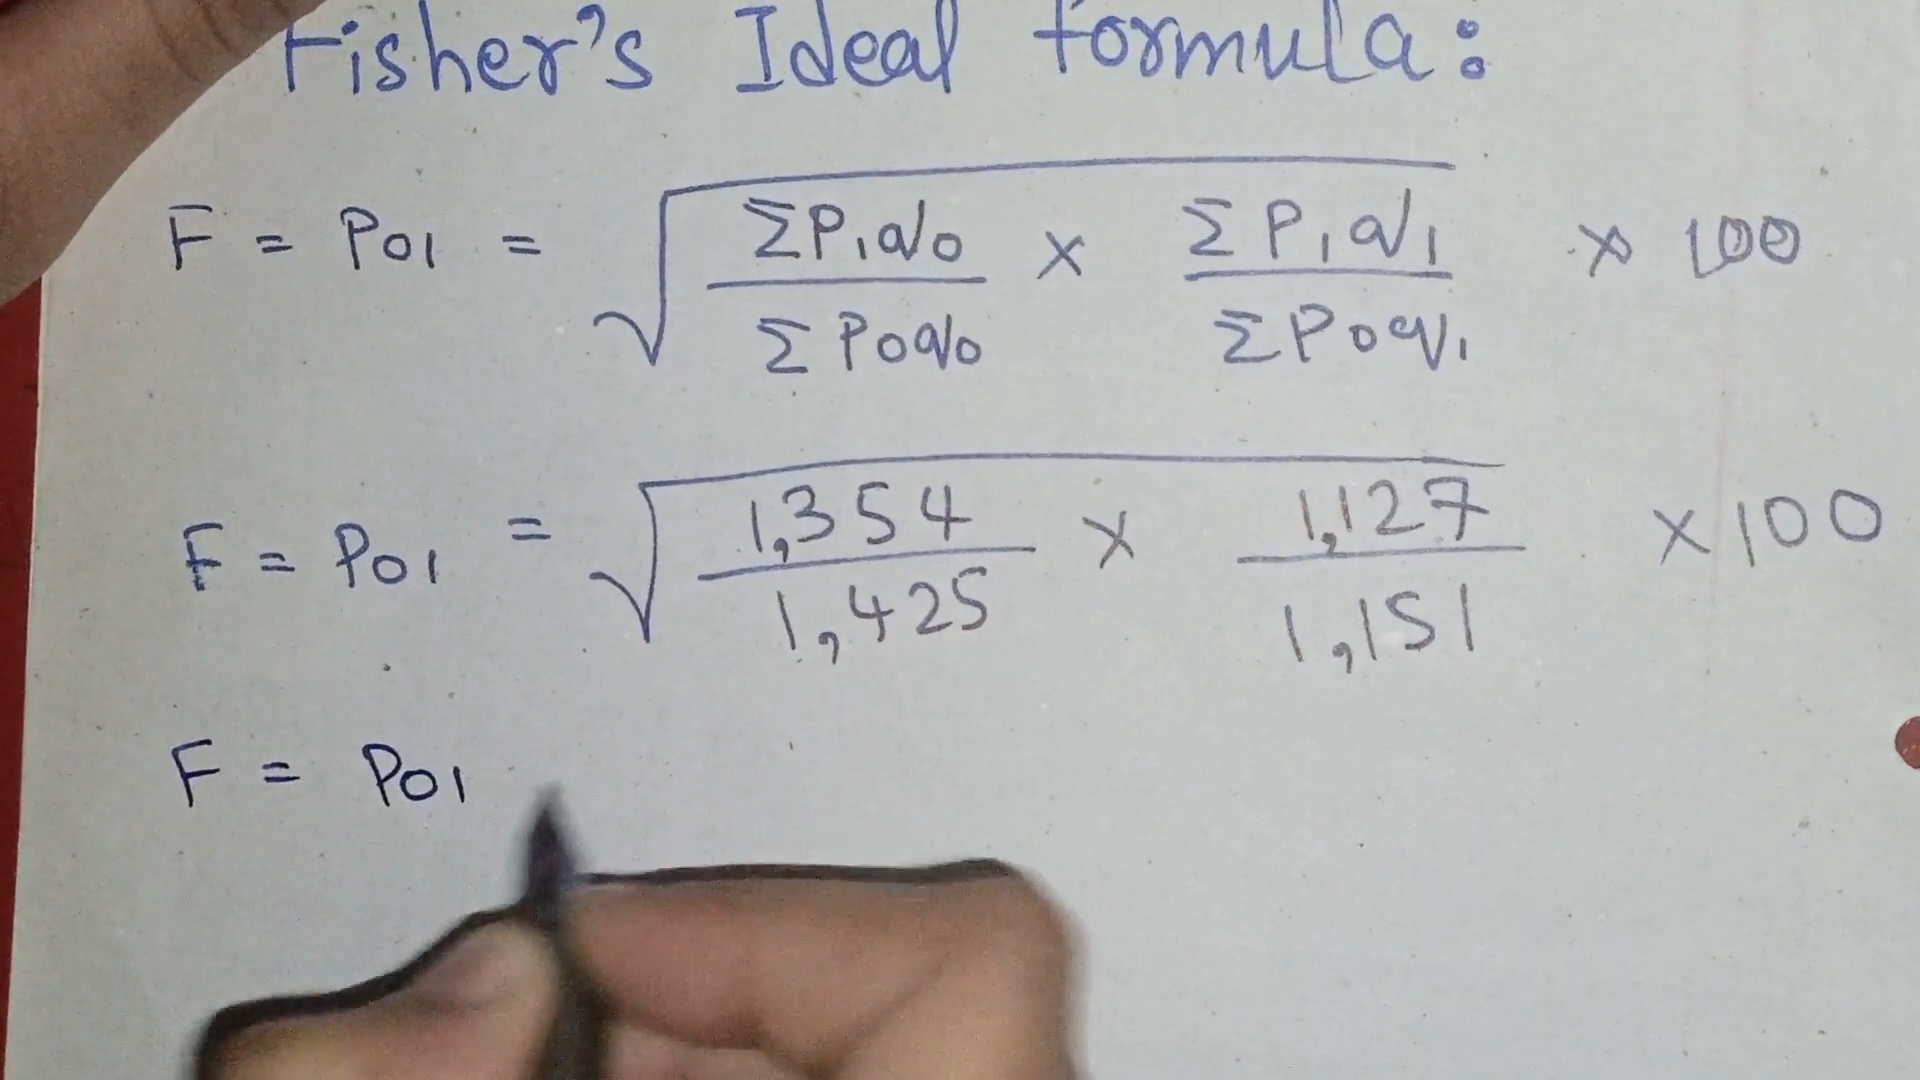 Fisher's Ideal formula:
F = P01 = √(ΣP1q0 / ΣP0q0 × ΣP1q1 / ΣP0q1) × 100
F = P01 = √(1,354 / 1,425 × 1,127 / 1,151) × 100
F = P01